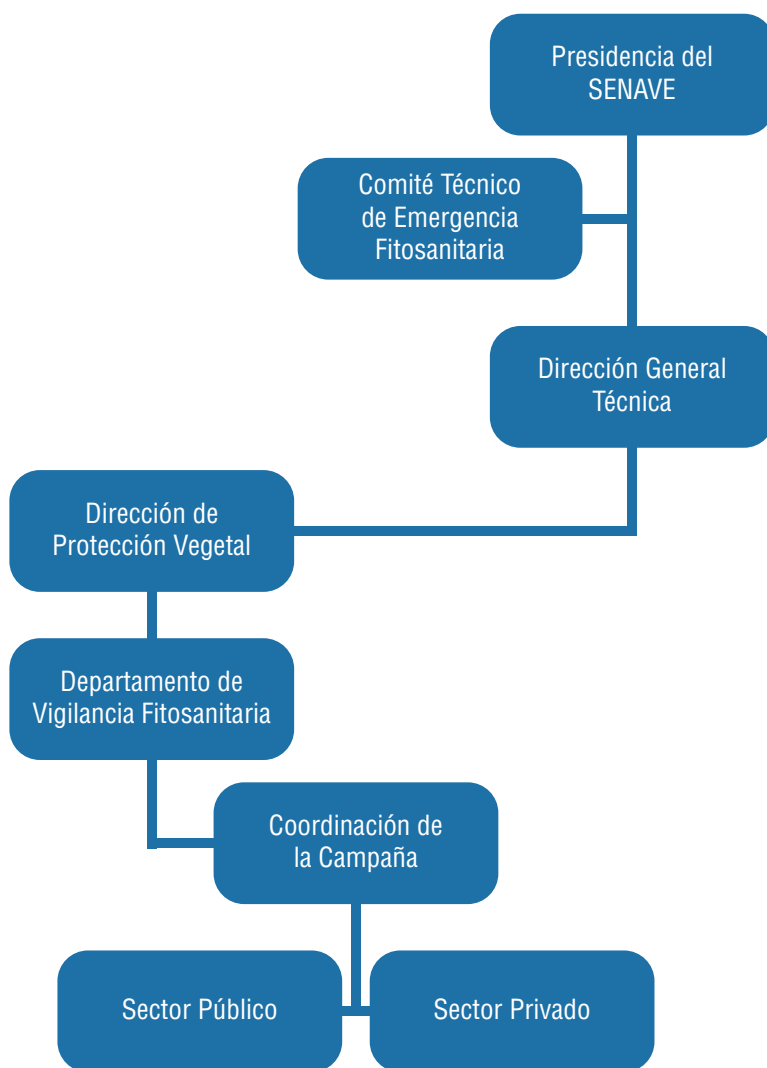 Presidencia del
SENAVE
Comité Técnico
de Emergencia
Fitosanitaria
Dirección General
Técnica
Dirección de
Protección Vegetal
Departamento de
Vigilancia Fitosanitaria
Coordinación de
la Campaña
Sector Público
Sector Privado